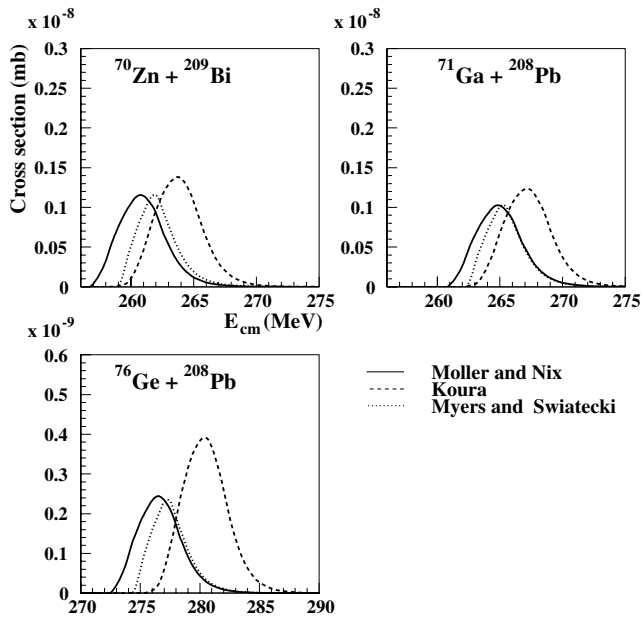 x 10⁻⁸
x 10⁻⁸
Cross section (mb)
0.3
0.25
0.2
0.15
0.1
0.05
0
⁷⁰Zn + ²⁰⁹Bi
260 265 270 275
E_cm (MeV)
0.3
0.25
0.2
0.15
0.1
0.05
0
⁷¹Ga + ²⁰⁸Pb
260 265 270 275
x 10⁻⁹
0.6
0.5
0.4
0.3
0.2
0.1
0
⁷⁶Ge + ²⁰⁸Pb
270 275 280 285 290
Moller and Nix
Koura
Myers and Swiatecki